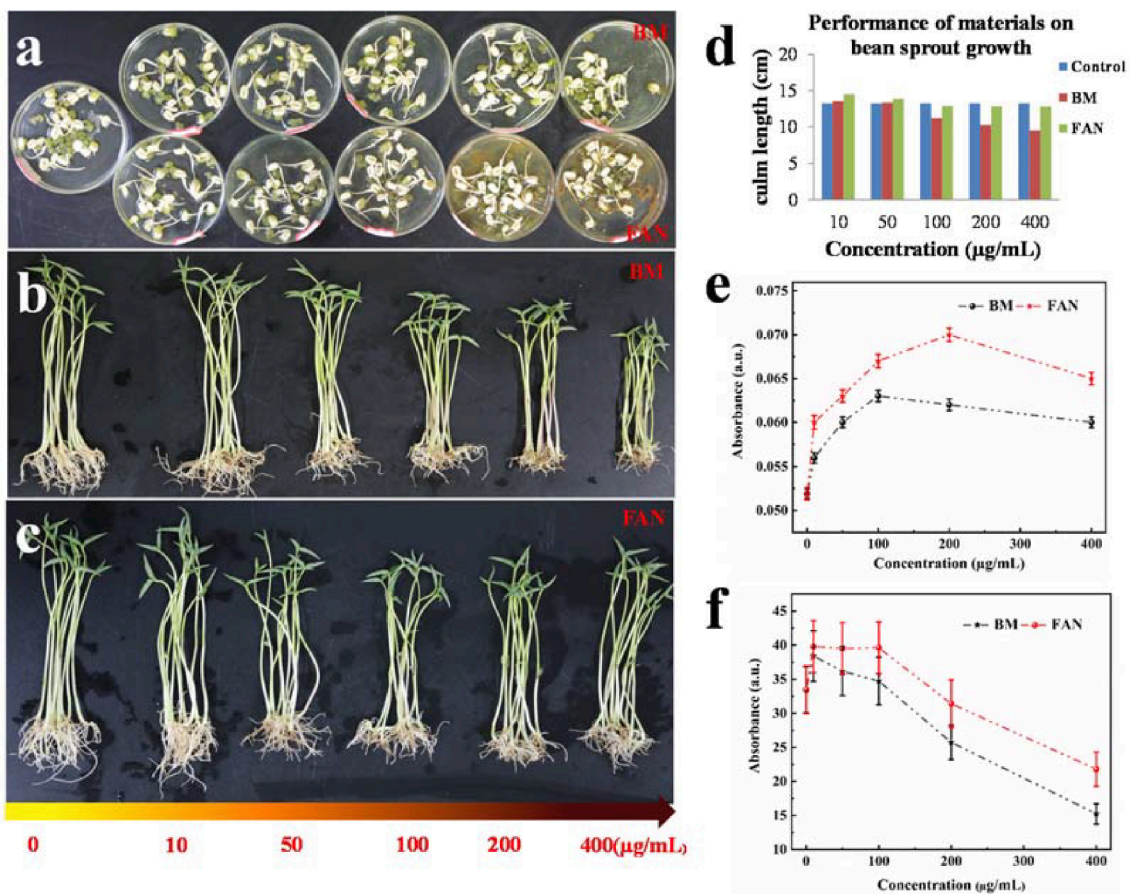 a
BM
FAN
b
BM
c
FAN
0 10 50 100 200 400(μg/mL)
d
Performance of materials on
bean sprout growth
culm length (cm)
20
15
10
5
0
10 50 100 200 400
Concentration (μg/mL)
Control
BM
FAN
e
BM FAN
Absorbance (a.u.)
0.075
0.070
0.065
0.060
0.055
0.050
0 100 200 300 400
Concentration (μg/mL)
f
BM FAN
Absorbance (a.u.)
45
40
35
30
25
20
15
10
0 100 200 300 400
Concentration (μg/mL)